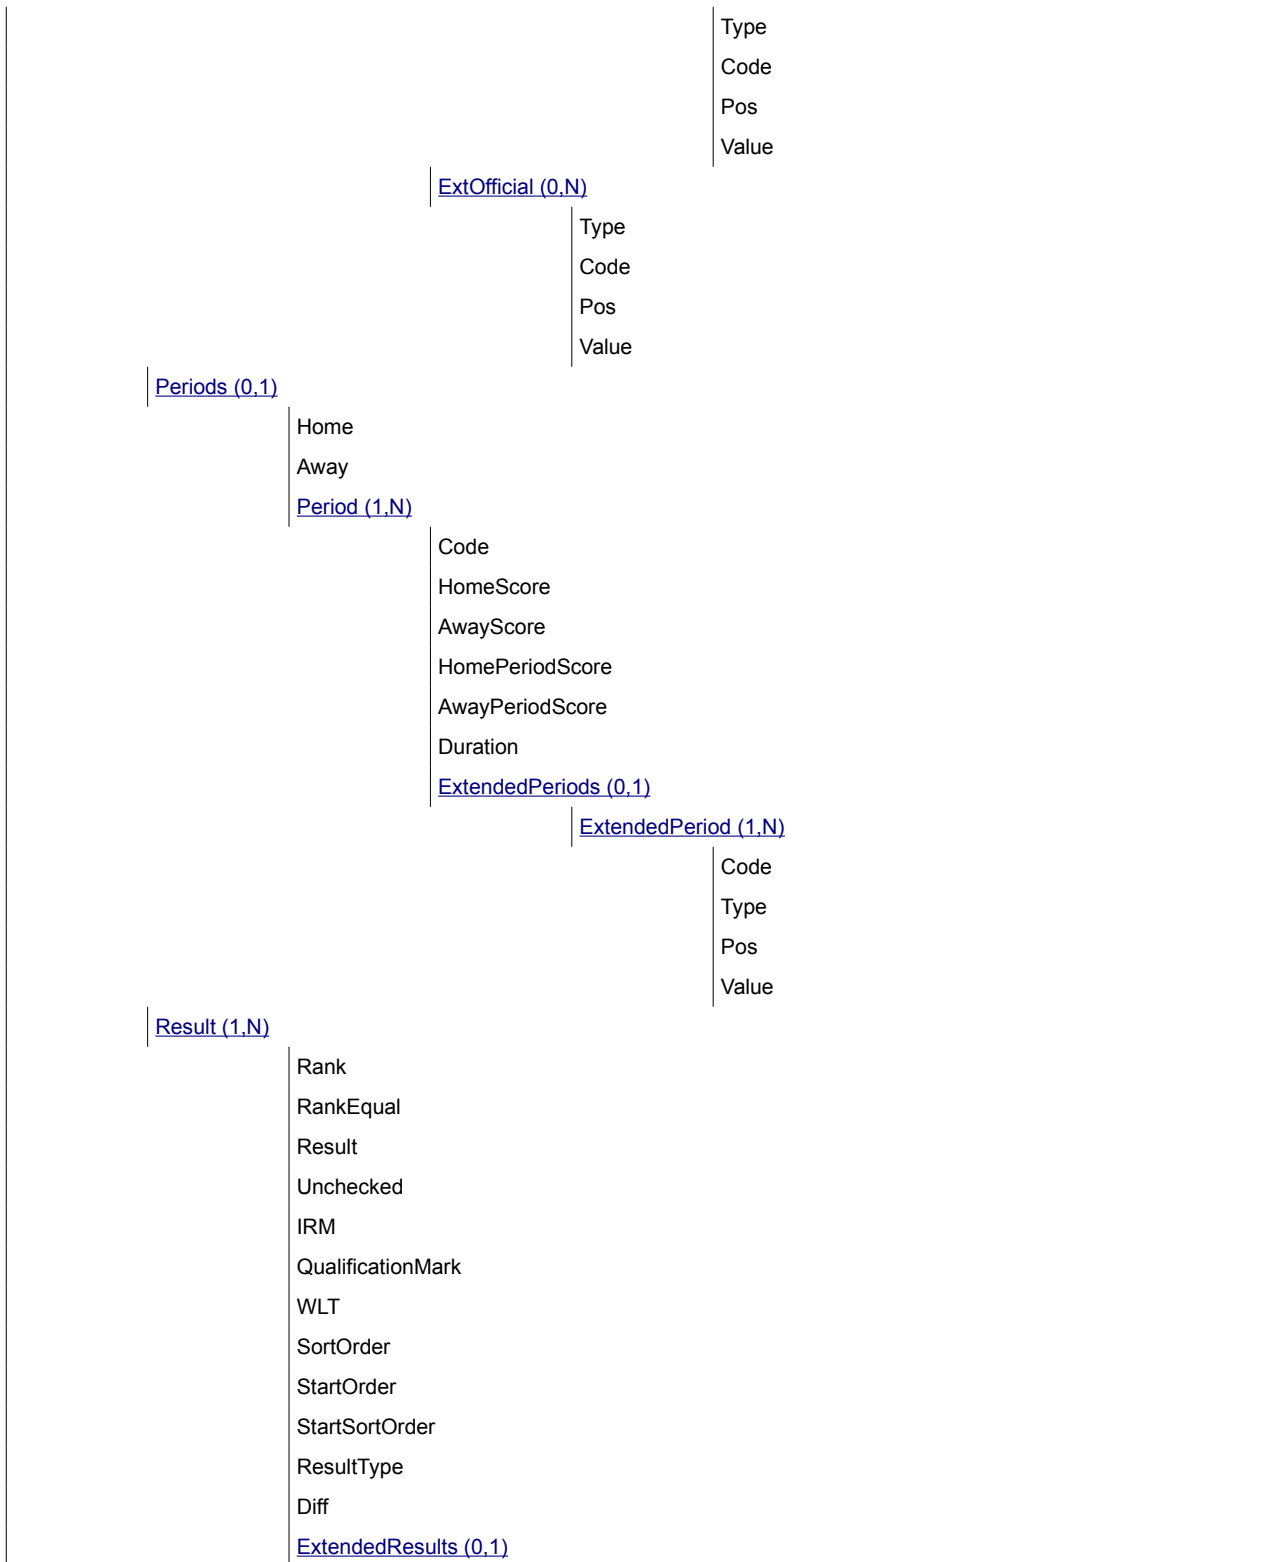 Type
Code
Pos
Value
ExtOfficial (0,N)
Type
Code
Pos
Value
Periods (0,1)
Home
Away
Period (1,N)
Code
HomeScore
AwayScore
HomePeriodScore
AwayPeriodScore
Duration
ExtendedPeriods (0,1)
ExtendedPeriod (1,N)
Code
Type
Pos
Value
Result (1,N)
Rank
RankEqual
Result
Unchecked
IRM
QualificationMark
WLT
SortOrder
StartOrder
StartSortOrder
ResultType
Diff
ExtendedResults (0,1)